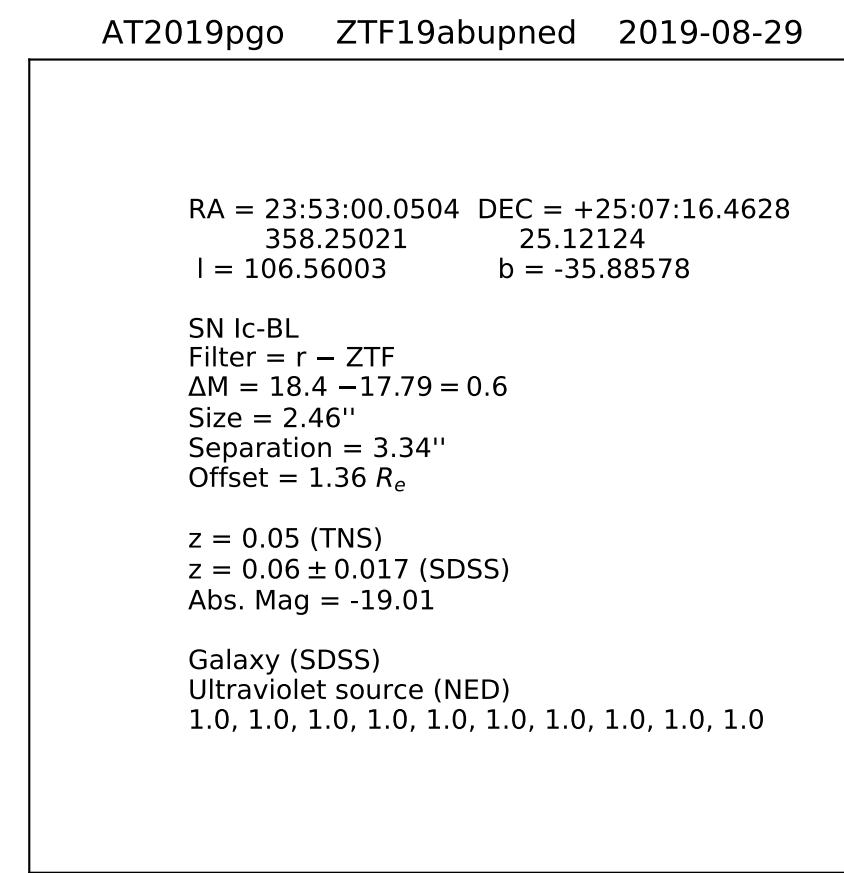 AT2019pgo ZTF19abupned 2019-08-29
RA = 23:53:00.0504 DEC = +25:07:16.4628
358.25021 25.12124
l = 106.56003 b = -35.88578
SN Ic-BL
Filter = r − ZTF
ΔM = 18.4 −17.79 = 0.6
Size = 2.46''
Separation = 3.34''
Offset = 1.36 Re
z = 0.05 (TNS)
z = 0.06 ± 0.017 (SDSS)
Abs. Mag = -19.01
Galaxy (SDSS)
Ultraviolet source (NED)
1.0, 1.0, 1.0, 1.0, 1.0, 1.0, 1.0, 1.0, 1.0, 1.0